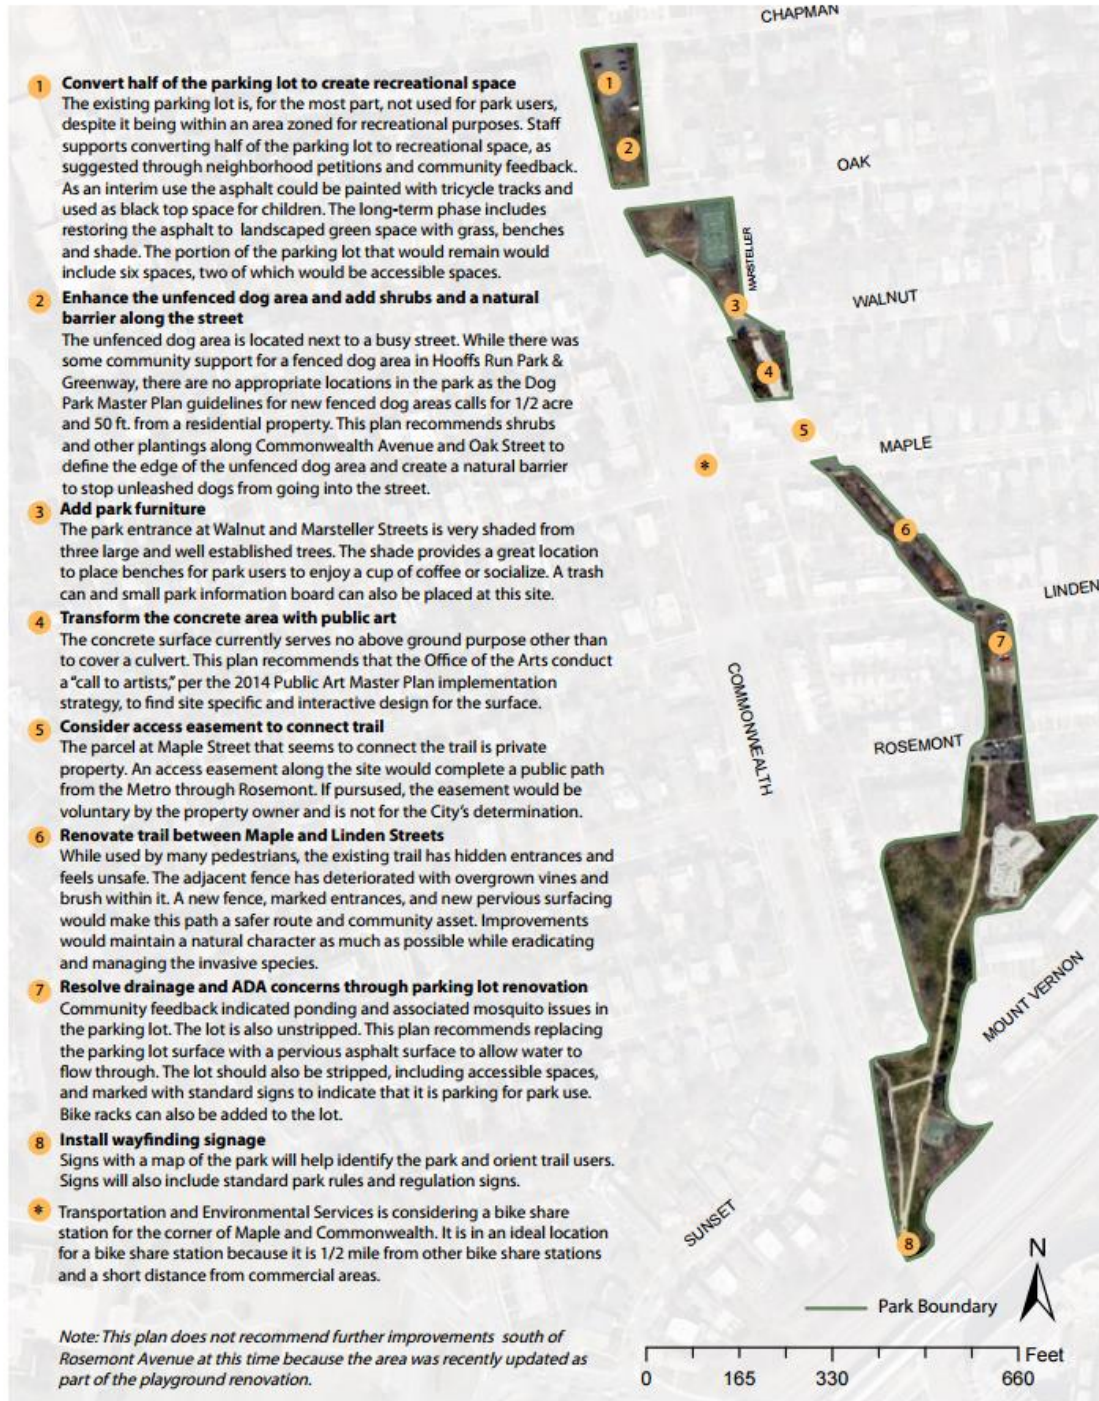 CHAPMAN
1 Convert half of the parking lot to create recreational space
The existing parking lot is, for the most part, not used for park users,
despite it being within an area zoned for recreational purposes. Staff
supports converting half of the parking lot to recreational space, as
suggested through neighborhood petitions and community feedback.
As an interim use the asphalt could be painted with tricycle tracks and
used as black top space for children. The long-term phase includes
restoring the asphalt to landscaped green space with grass, benches
and shade. The portion of the parking lot that would remain would
include six spaces, two of which would be accessible spaces.
2 Enhance the unfenced dog area and add shrubs and a natural
barrier along the street
The unfenced dog area is located next to a busy street. While there was
some community support for a fenced dog area in Hooffs Run Park &
Greenway, there are no appropriate locations in the park as the Dog
Park Master Plan guidelines for new fenced dog areas calls for 1/2 acre
and 50 ft. from a residential property. This plan recommends shrubs
and other plantings along Commonwealth Avenue and Oak Street to
define the edge of the unfenced dog area and create a natural barrier
to stop unleashed dogs from going into the street.
3 Add park furniture
The park entrance at Walnut and Marsteller Streets is very shaded from
three large and well established trees. The shade provides a great location
to place benches for park users to enjoy a cup of coffee or socialize. A trash
can and small park information board can also be placed at this site.
4 Transform the concrete area with public art
The concrete surface currently serves no above ground purpose other than
to cover a culvert. This plan recommends that the Office of the Arts conduct
a "call to artists," per the 2014 Public Art Master Plan implementation
strategy, to find site specific and interactive design for the surface.
5 Consider access easement to connect trail
The parcel at Maple Street that seems to connect the trail is private
property. An access easement along the site would complete a public path
from the Metro through Rosemont. If pursused, the easement would be
voluntary by the property owner and is not for the City's determination.
6 Renovate trail between Maple and Linden Streets
While used by many pedestrians, the existing trail has hidden entrances and
feels unsafe. The adjacent fence has deteriorated with overgrown vines and
brush within it. A new fence, marked entrances, and new pervious surfacing
would make this path a safer route and community asset. Improvements
would maintain a natural character as much as possible while eradicating
and managing the invasive species.
7 Resolve drainage and ADA concerns through parking lot renovation
Community feedback indicated ponding and associated mosquito issues in
the parking lot. The lot is also unstripped. This plan recommends replacing
the parking lot surface with a pervious asphalt surface to allow water to
flow through. The lot should also be stripped, including accessible spaces,
and marked with standard signs to indicate that it is parking for park use.
Bike racks can also be added to the lot.
8 Install wayfinding signage
Signs with a map of the park will help identify the park and orient trail users.
Signs will also include standard park rules and regulation signs.
* Transportation and Environmental Services is considering a bike share
station for the corner of Maple and Commonwealth. It is in an ideal location
for a bike share station because it is 1/2 mile from other bike share stations
and a short distance from commercial areas.
Note: This plan does not recommend further improvements south of
Rosemont Avenue at this time because the area was recently updated as
part of the playground renovation.
1
2
OAK
MARSTELLER
3
WALNUT
4
5
*
MAPLE
6
LINDEN
7
COMMONWEALTH
ROSEMONT
MOUNT VERNON
SUNSET
8
N
Park Boundary
Feet
0 165 330 660